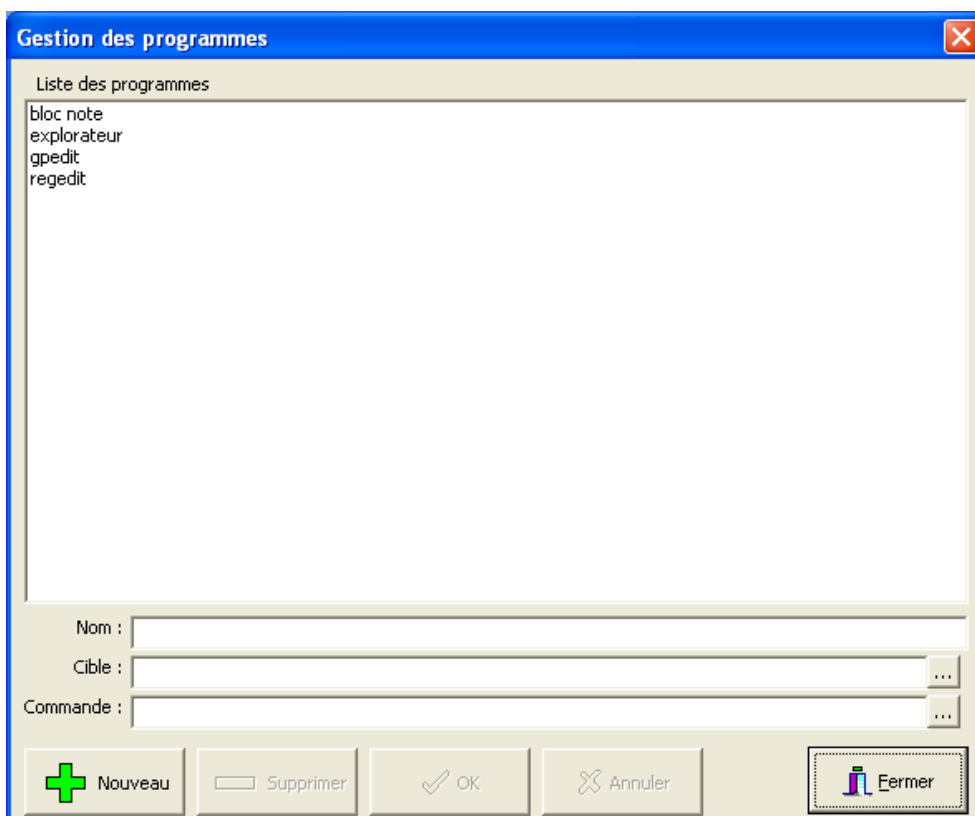 Gestion des programmes
Liste des programmes
bloc note
explorateur
gpedit
regedit
Nom :
Cible :
...
Commande :
...
Nouveau Supprimer OK Annuler Fermer